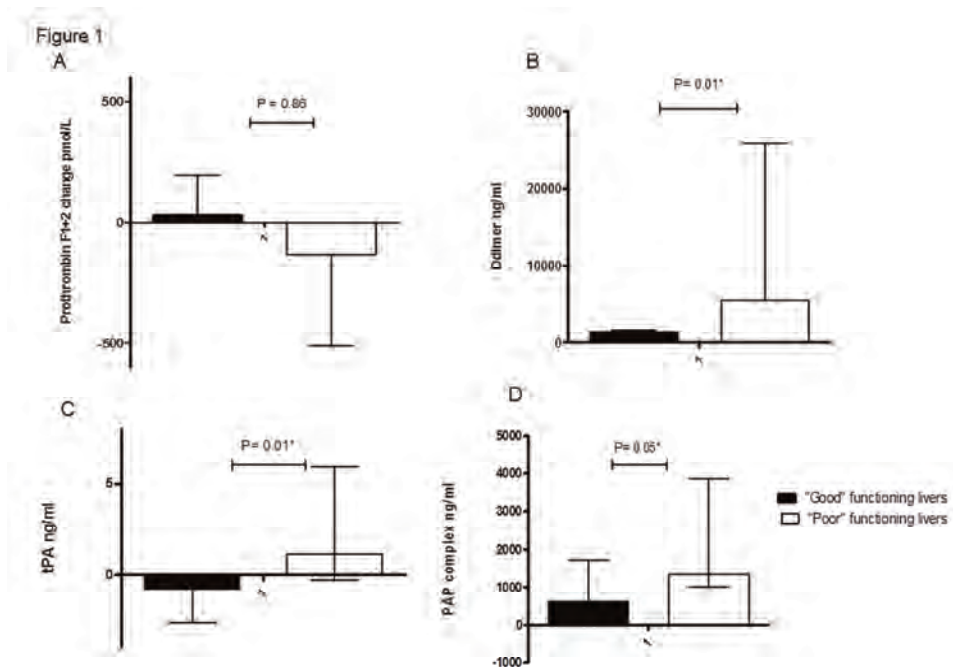 Figure 1
A
P = 0.86
500
0
-500
Prothrombin F1+2 change pmol/L
B
P= 0.01*
30000
20000
10000
0
Ddimer ng/ml
C
P= 0.01*
5
0
tPA ng/ml
D
P= 0.05*
5000
4000
3000
2000
1000
0
-1000
PAP complex ng/ml
"Good" functioning livers
"Poor" functioning livers